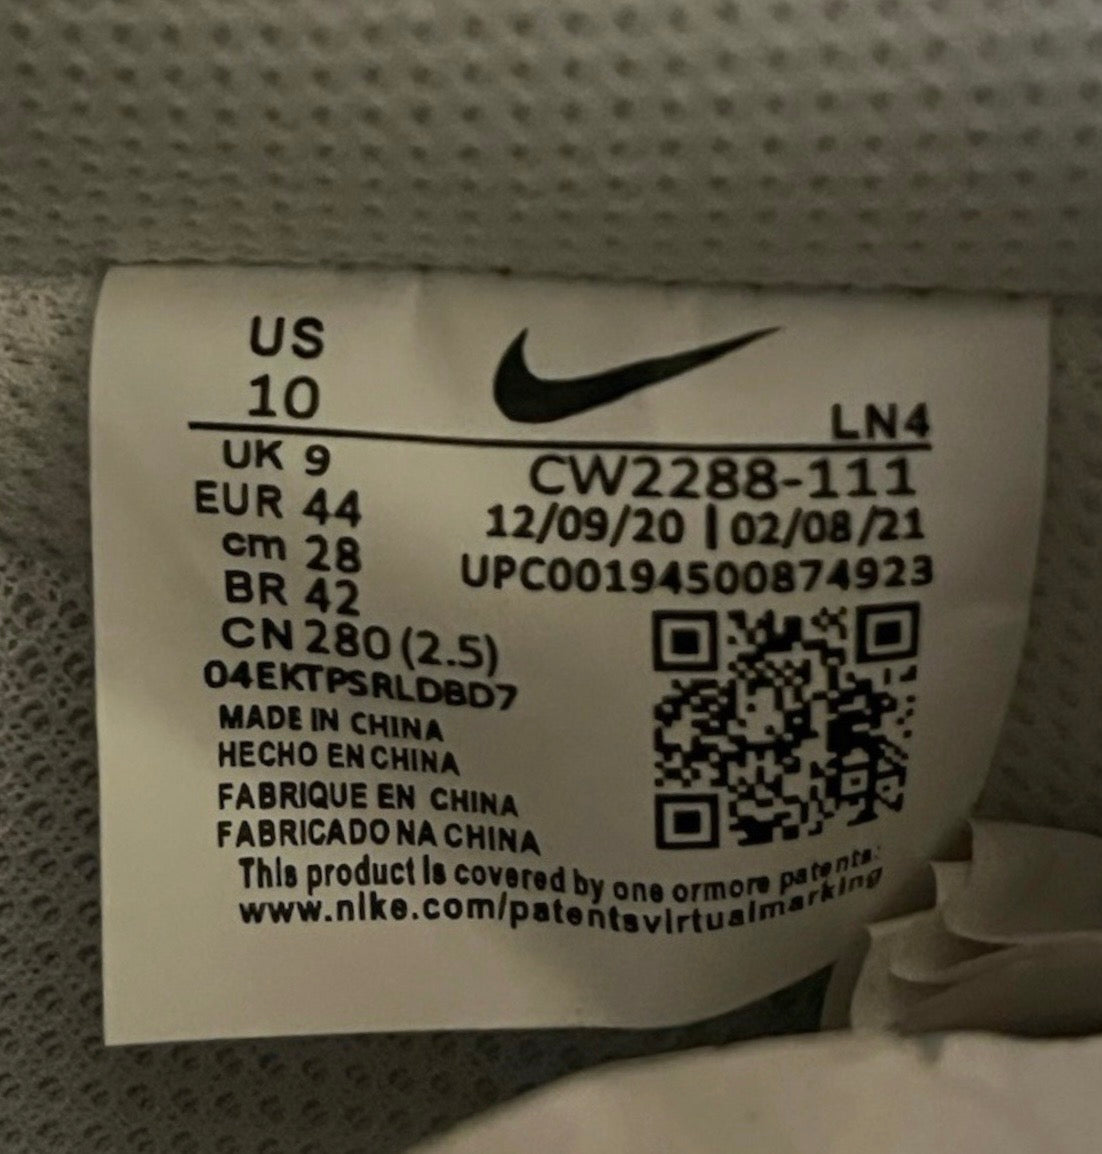 US
10
LN4
UK 9
CW2288-111
EUR 44
12/09/20 | 02/08/21
cm 28
UPC00194500874923
BR 42
CN 280 (2.5)
04EKTPSRLDBD7
MADE IN CHINA
HECHO EN CHINA
FABRIQUE EN CHINA
FABRICADO NA CHINA
This product is covered by one ormore patents:
www.nike.com/patentsvirtualmarking